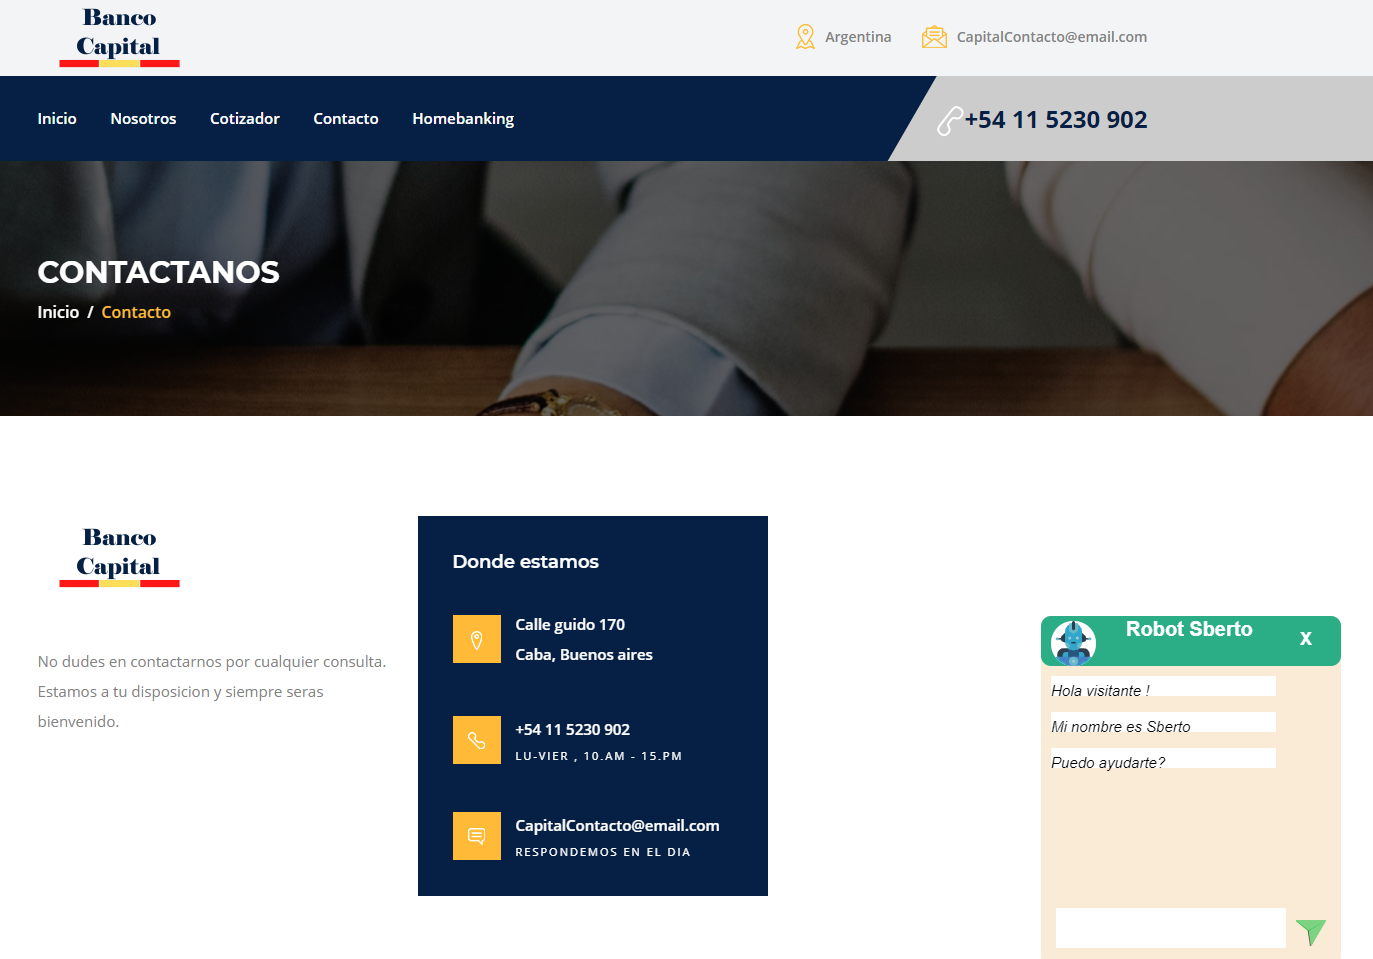 Banco
Capital
Argentina
CapitalContacto@email.com
Inicio
Nosotros
Cotizador
Contacto
Homebanking
+54 11 5230 902
CONTACTANOS
Inicio / Contacto
Banco
Capital
No dudes en contactarnos por cualquier consulta.
Estamos a tu disposicion y siempre seras
bienvenido.
Donde estamos
Calle guido 170
Caba, Buenos aires
+54 11 5230 902
LU-VIER , 10.AM - 15.PM
CapitalContacto@email.com
RESPONDEMOS EN EL DIA
Robot Sberto
X
Hola visitante !
Mi nombre es Sberto
Puedo ayudarte?